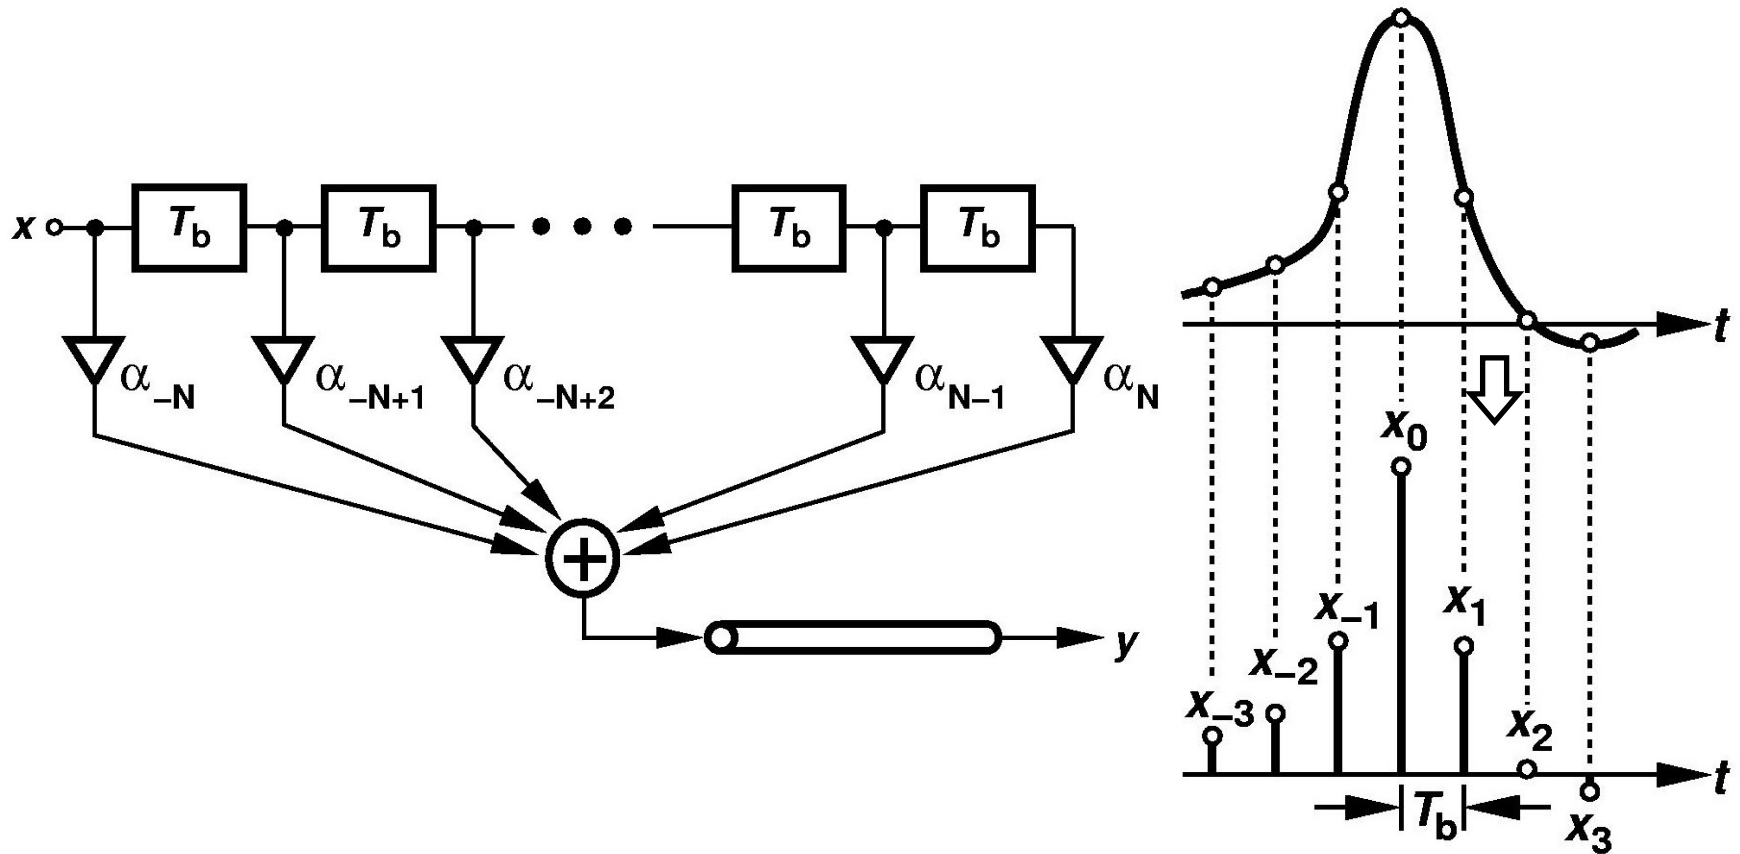 x
T_b
T_b
T_b
T_b
α_–N
α_–N+1
α_–N+2
α_N–1
α_N
+
y
t
x_0
x_–1
x_1
x_–2
x_–3
x_2
t
T_b
x_3